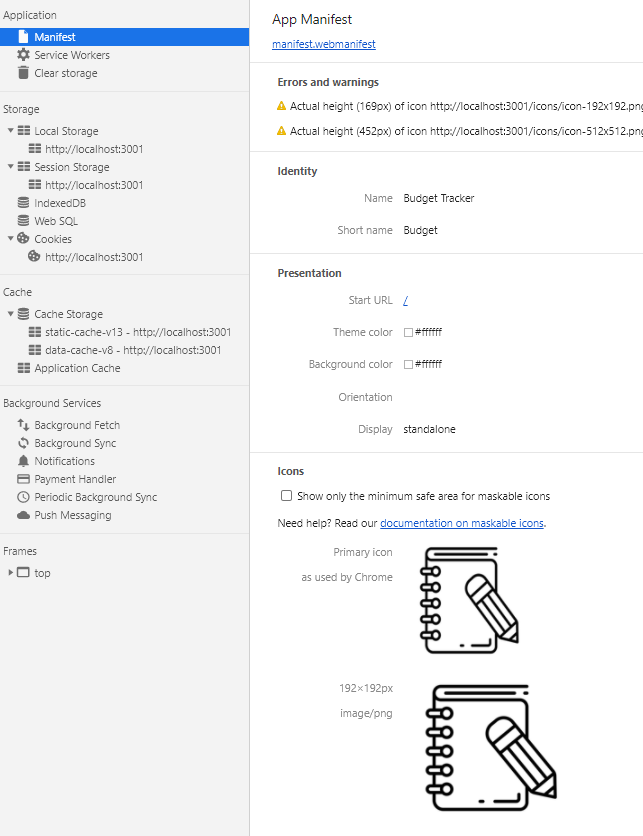 Application
Manifest
Service Workers
Clear storage
Storage
Local Storage
http://localhost:3001
Session Storage
http://localhost:3001
IndexedDB
Web SQL
Cookies
http://localhost:3001
Cache
Cache Storage
static-cache-v13 - http://localhost:3001
data-cache-v8 - http://localhost:3001
Application Cache
Background Services
Background Fetch
Background Sync
Notifications
Payment Handler
Periodic Background Sync
Push Messaging
Frames
top
App Manifest
manifest.webmanifest
Errors and warnings
Actual height (169px) of icon http://localhost:3001/icons/icon-192x192.png
Actual height (452px) of icon http://localhost:3001/icons/icon-512x512.png
Identity
Name Budget Tracker
Short name Budget
Presentation
Start URL /
Theme color #ffffff
Background color #ffffff
Orientation
Display standalone
Icons
Show only the minimum safe area for maskable icons
Need help? Read our documentation on maskable icons.
Primary icon
as used by Chrome
192×192px
image/png